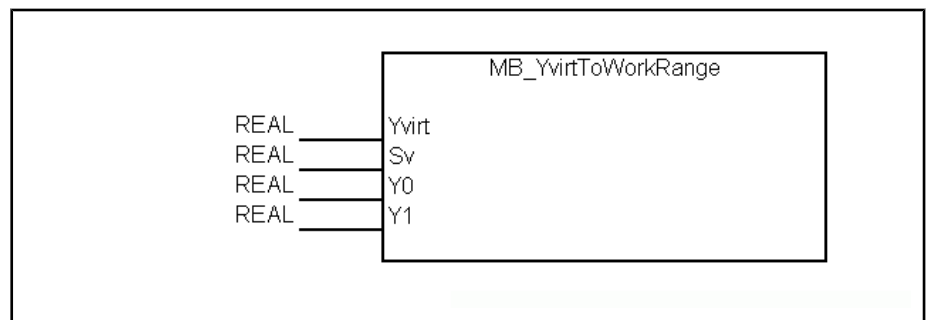 MB_YvirtToWorkRange
REAL Yvirt
REAL Sv
REAL Y0
REAL Y1